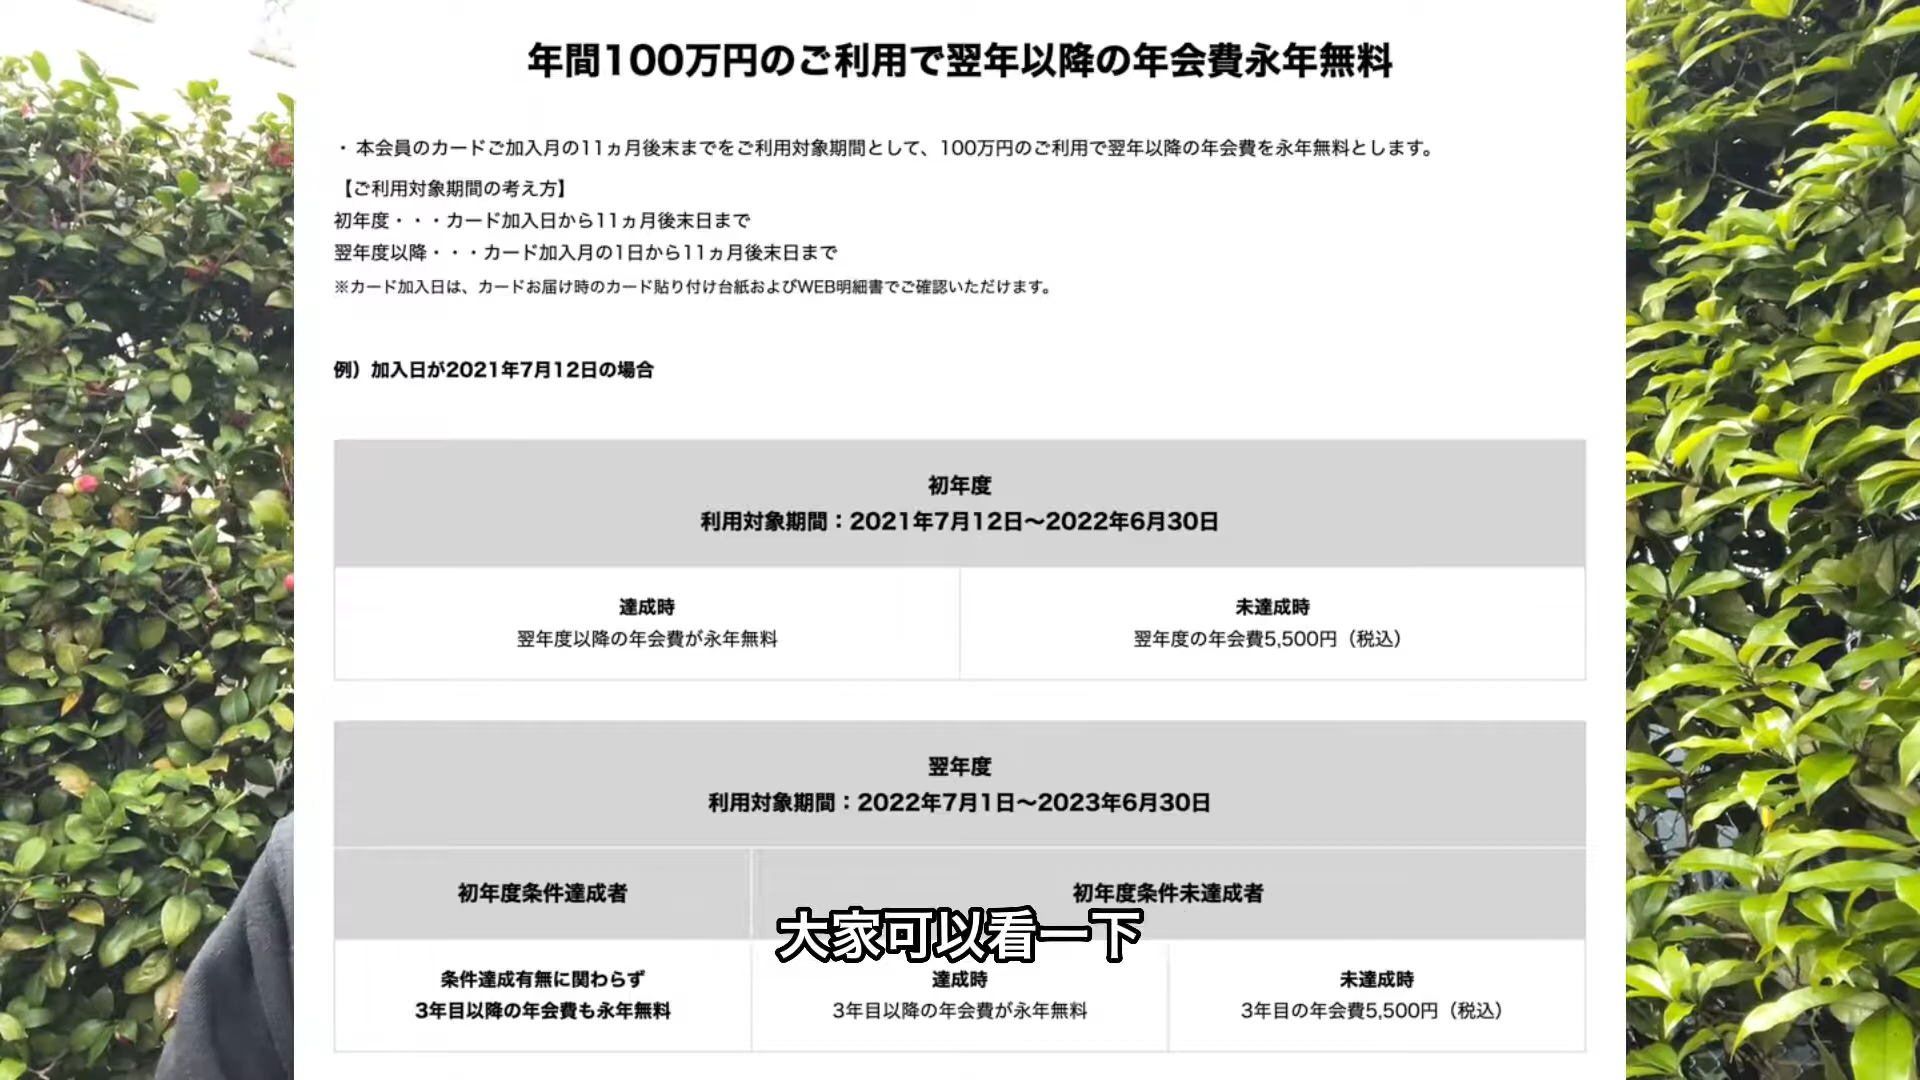 年間100万円のご利用で翌年以降の年会費永年無料
・本会員のカードご加入月の11ヵ月後末までをご利用対象期間として、100万円のご利用で翌年以降の年会費を永年無料とします。
【ご利用対象期間の考え方】
初年度・・・カード加入日から11ヵ月後末日まで
翌年度以降・・・カード加入月の1日から11ヵ月後末日まで
※カード加入日は、カードお届け時のカード貼り付け台紙およびWEB明細書でご確認いただけます。
例）加入日が2021年7月12日の場合
初年度
利用対象期間：2021年7月12日〜2022年6月30日
達成時
翌年度以降の年会費が永年無料
未達成時
翌年度の年会費5,500円（税込）
翌年度
利用対象期間：2022年7月1日〜2023年6月30日
初年度条件達成者
初年度条件未達成者
条件達成有無に関わらず
3年目以降の年会費も永年無料
達成時
3年目以降の年会費が永年無料
未達成時
3年目の年会費5,500円（税込）
大家可以看一下